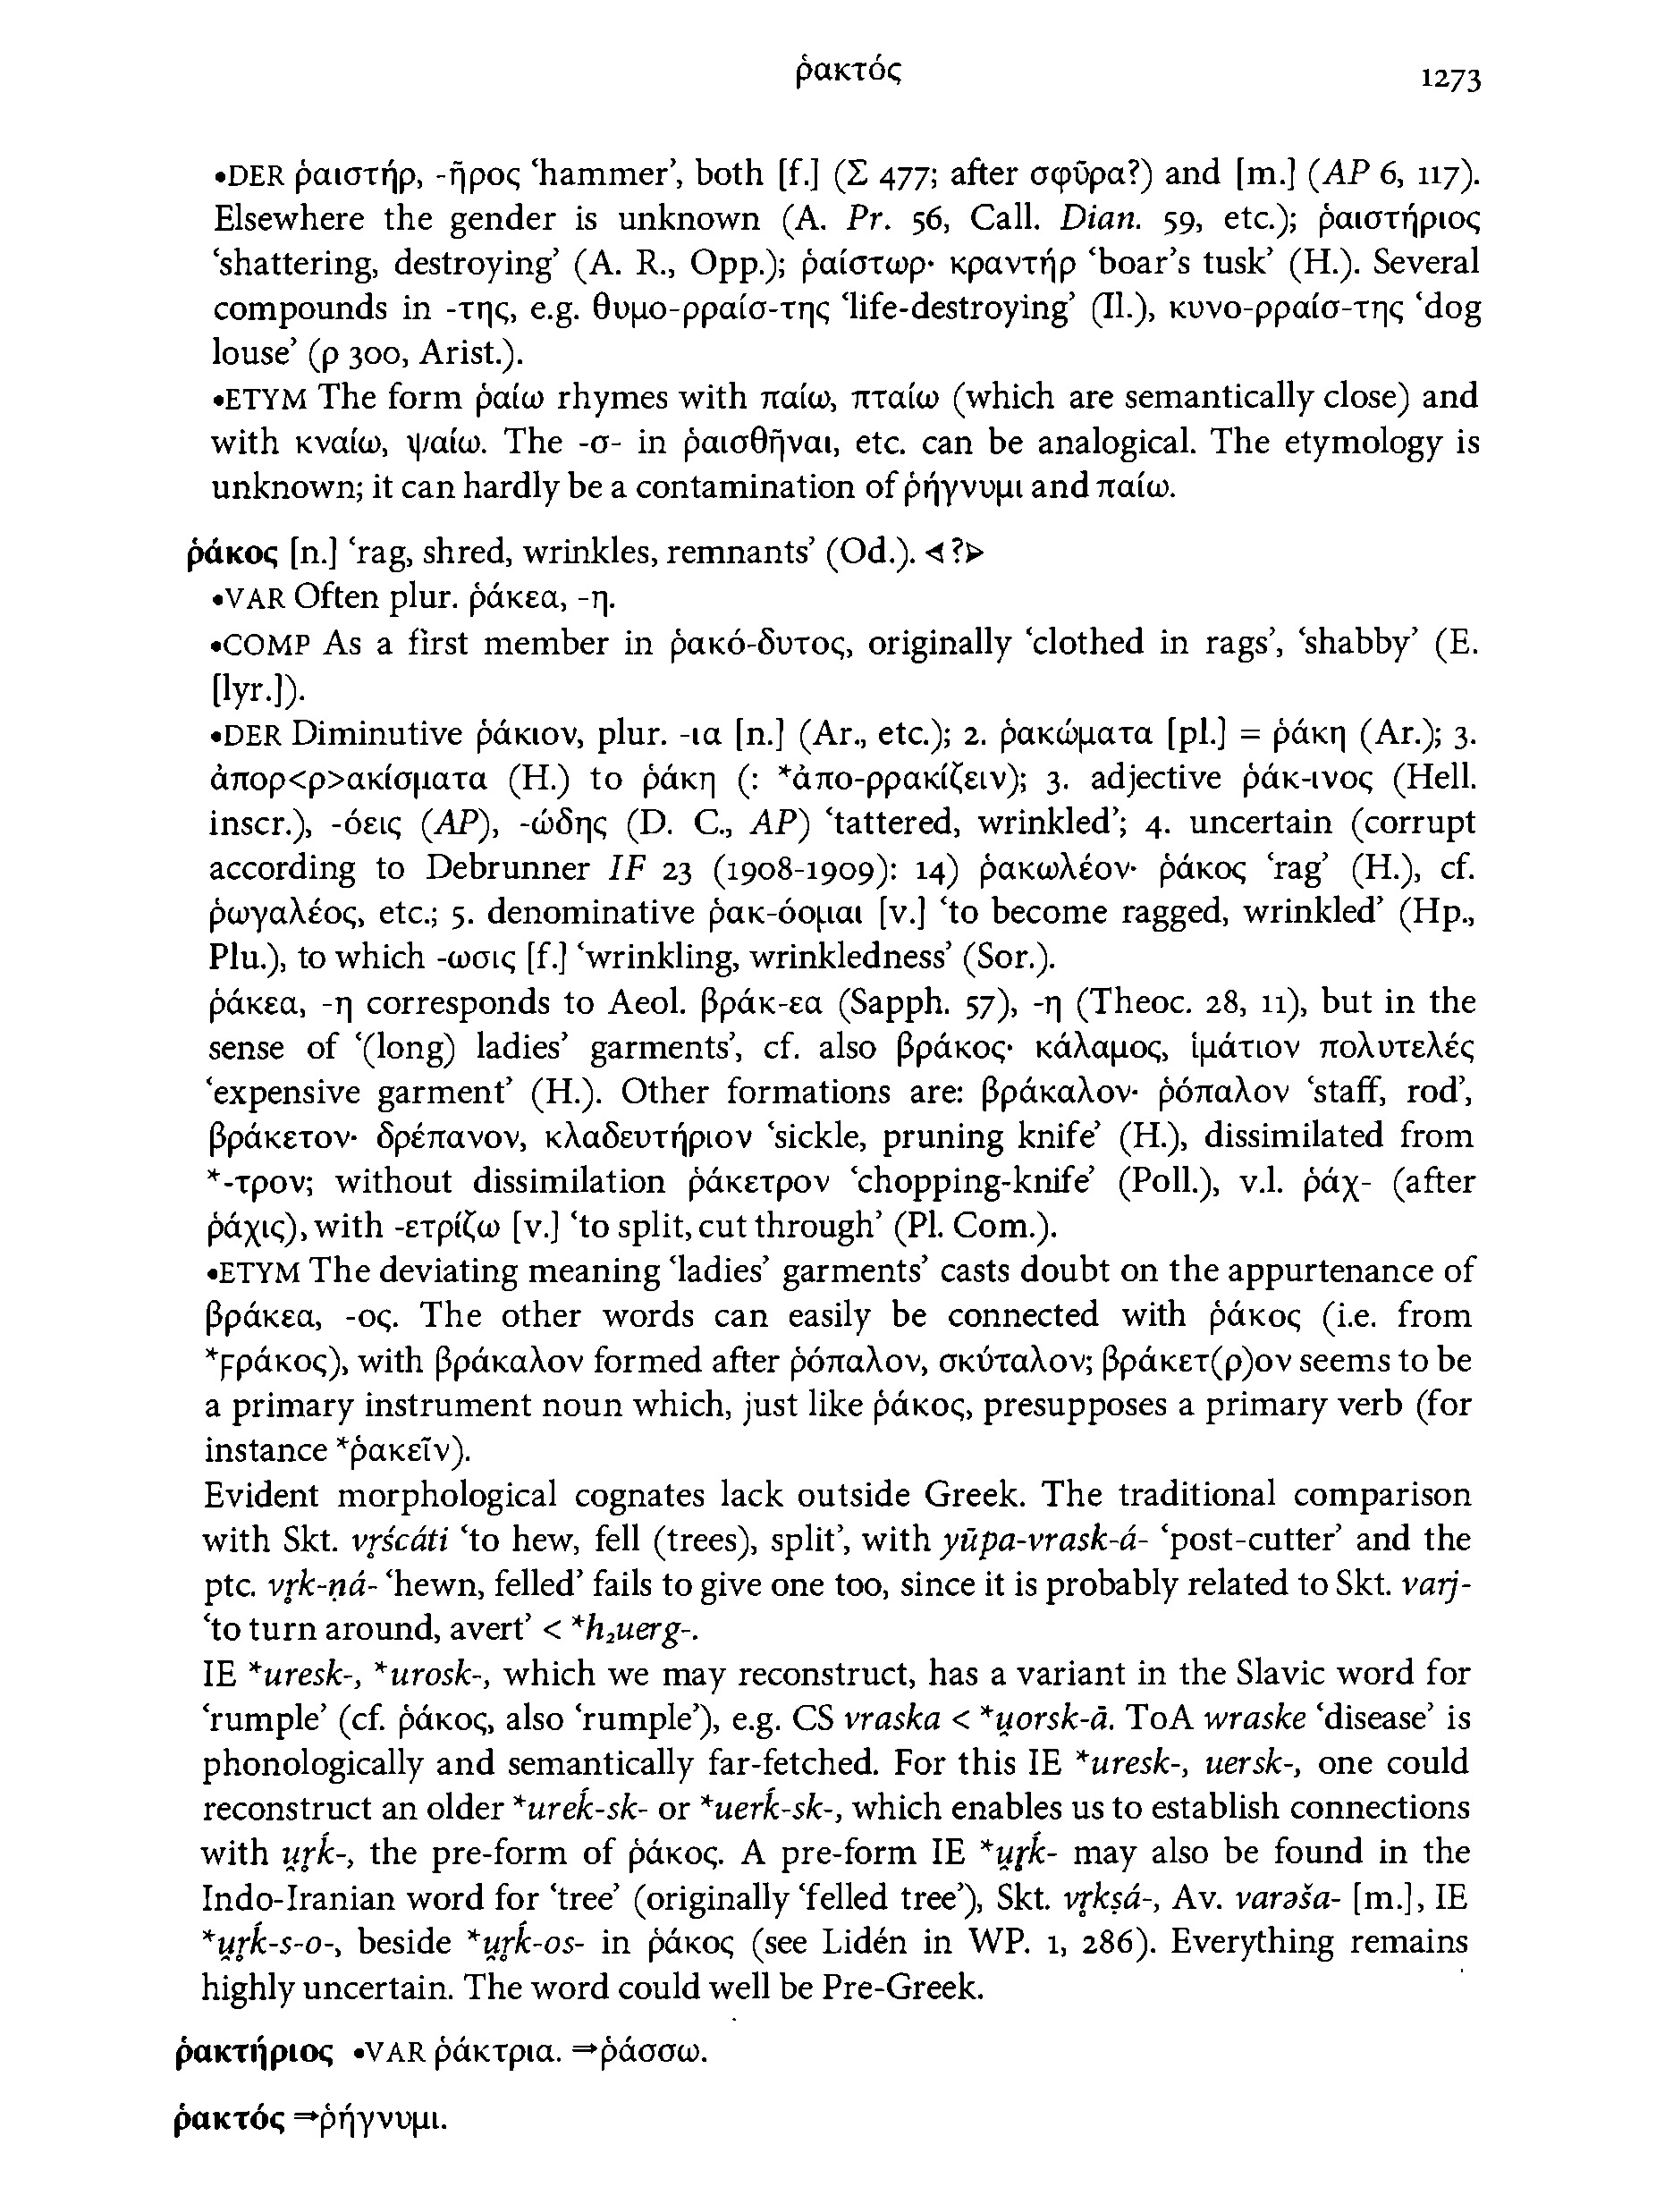 ῥακτός 1273
•DER ῥαιστήρ, -ῆρος ‘hammer’, both [f.] (Σ 477; after σφῦρα?) and [m.] (AP 6, 117).
Elsewhere the gender is unknown (A. Pr. 56, Call. Dian. 59, etc.); ῥαιστήριος
‘shattering, destroying’ (A. R., Opp.); ῥαίστωρ· κραντήρ ‘boar’s tusk’ (H.). Several
compounds in -της, e.g. θυμο-ρραίσ-της ‘life-destroying’ (Il.), κυνο-ρραίσ-της ‘dog
louse’ (ρ 300, Arist.).
•ETYM The form ῥαίω rhymes with παίω, πταίω (which are semantically close) and
with κναίω, ψαίω. The -σ- in ῥαισθῆναι, etc. can be analogical. The etymology is
unknown; it can hardly be a contamination of ῥήγνυμι and παίω.
ῥάκος [n.] ‘rag, shred, wrinkles, remnants’ (Od.). ⊲?⊳
•VAR Often plur. ῥάκεα, -η.
•COMP As a first member in ῥακό-δυτος, originally ‘clothed in rags’, ‘shabby’ (E.
[lyr.]).
•DER Diminutive ῥάκιον, plur. -ια [n.] (Ar., etc.); 2. ῥακώματα [pl.] = ῥάκη (Ar.); 3.
ἀπορ<ρ>ακίσματα (H.) to ῥάκη (: *ἀπο-ρρακίζειν); 3. adjective ῥάκ-ινος (Hell.
inscr.), -όεις (AP), -ώδης (D. C., AP) ‘tattered, wrinkled’; 4. uncertain (corrupt
according to Debrunner IF 23 (1908-1909): 14) ῥακωλέον· ῥάκος ‘rag’ (H.), cf.
ῥωγαλέος, etc.; 5. denominative ῥακ-όομαι [v.] ‘to become ragged, wrinkled’ (Hp.,
Plu.), to which -ωσις [f.] ‘wrinkling, wrinkledness’ (Sor.).
ῥάκεα, -η corresponds to Aeol. βράκ-εα (Sapph. 57), -η (Theoc. 28, 11), but in the
sense of ‘(long) ladies’ garments’, cf. also βράκος· κάλαμος, ἱμάτιον πολυτελές
‘expensive garment’ (H.). Other formations are: βράκαλον· ῥόπαλον ‘staff, rod’,
βράκετον· δρέπανον, κλαδευτήριον ‘sickle, pruning knife’ (H.), dissimilated from
*-τρον; without dissimilation ῥάκετρον ‘chopping-knife’ (Poll.), v.l. ῥάχ- (after
ῥάχις), with -ετρίζω [v.] ‘to split, cut through’ (Pl. Com.).
•ETYM The deviating meaning ‘ladies’ garments’ casts doubt on the appurtenance of
βράκεα, -ος. The other words can easily be connected with ῥάκος (i.e. from
*ϝράκος), with βράκαλον formed after ῥόπαλον, σκύταλον; βράκετ(ρ)ον seems to be
a primary instrument noun which, just like ῥάκος, presupposes a primary verb (for
instance *ῥακεῖν).
Evident morphological cognates lack outside Greek. The traditional comparison
with Skt. vr̥ścáti ‘to hew, fell (trees), split’, with yūpa-vrask-á- ‘post-cutter’ and the
ptc. vr̥k-ṇá- ‘hewn, felled’ fails to give one too, since it is probably related to Skt. varj-
‘to turn around, avert’ < *h₂uerg-.
IE *uresk-, *urosk-, which we may reconstruct, has a variant in the Slavic word for
‘rumple’ (cf. ῥάκος, also ‘rumple’), e.g. CS vraska < *u̯orsk-ā. ToA wraske ‘disease’ is
phonologically and semantically far-fetched. For this IE *uresk-, uersk-, one could
reconstruct an older *ureḱ-sk- or *uerḱ-sk-, which enables us to establish connections
with u̯r̥ḱ-, the pre-form of ῥάκος. A pre-form IE *u̯r̥ḱ- may also be found in the
Indo-Iranian word for ‘tree’ (originally ‘felled tree’), Skt. vr̥kṣá-, Av. varəša- [m.], IE
*u̯r̥ḱ-s-o-, beside *u̯r̥ḱ-os- in ῥάκος (see Lidén in WP. 1, 286). Everything remains
highly uncertain. The word could well be Pre-Greek.
ῥακτήριος •VAR ῥάκτρια. ⇒ῥάσσω.
ῥακτός ⇒ῥήγνυμι.